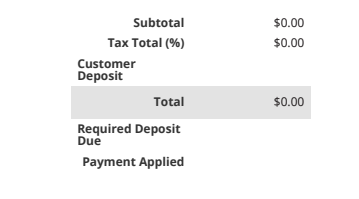 Subtotal $0.00
Tax Total (%) $0.00
Customer
Deposit
Total $0.00
Required Deposit
Due
Payment Applied